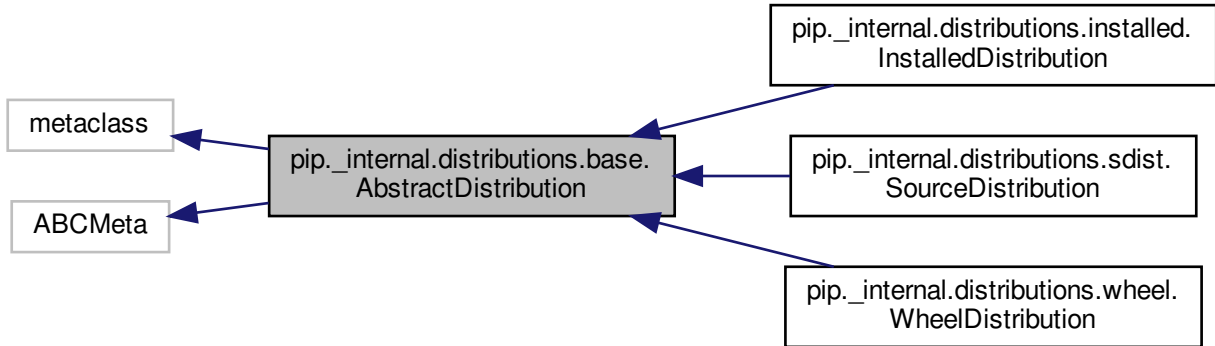 metaclass
ABCMeta
pip._internal.distributions.base.
AbstractDistribution
pip._internal.distributions.installed.
InstalledDistribution
pip._internal.distributions.sdist.
SourceDistribution
pip._internal.distributions.wheel.
WheelDistribution